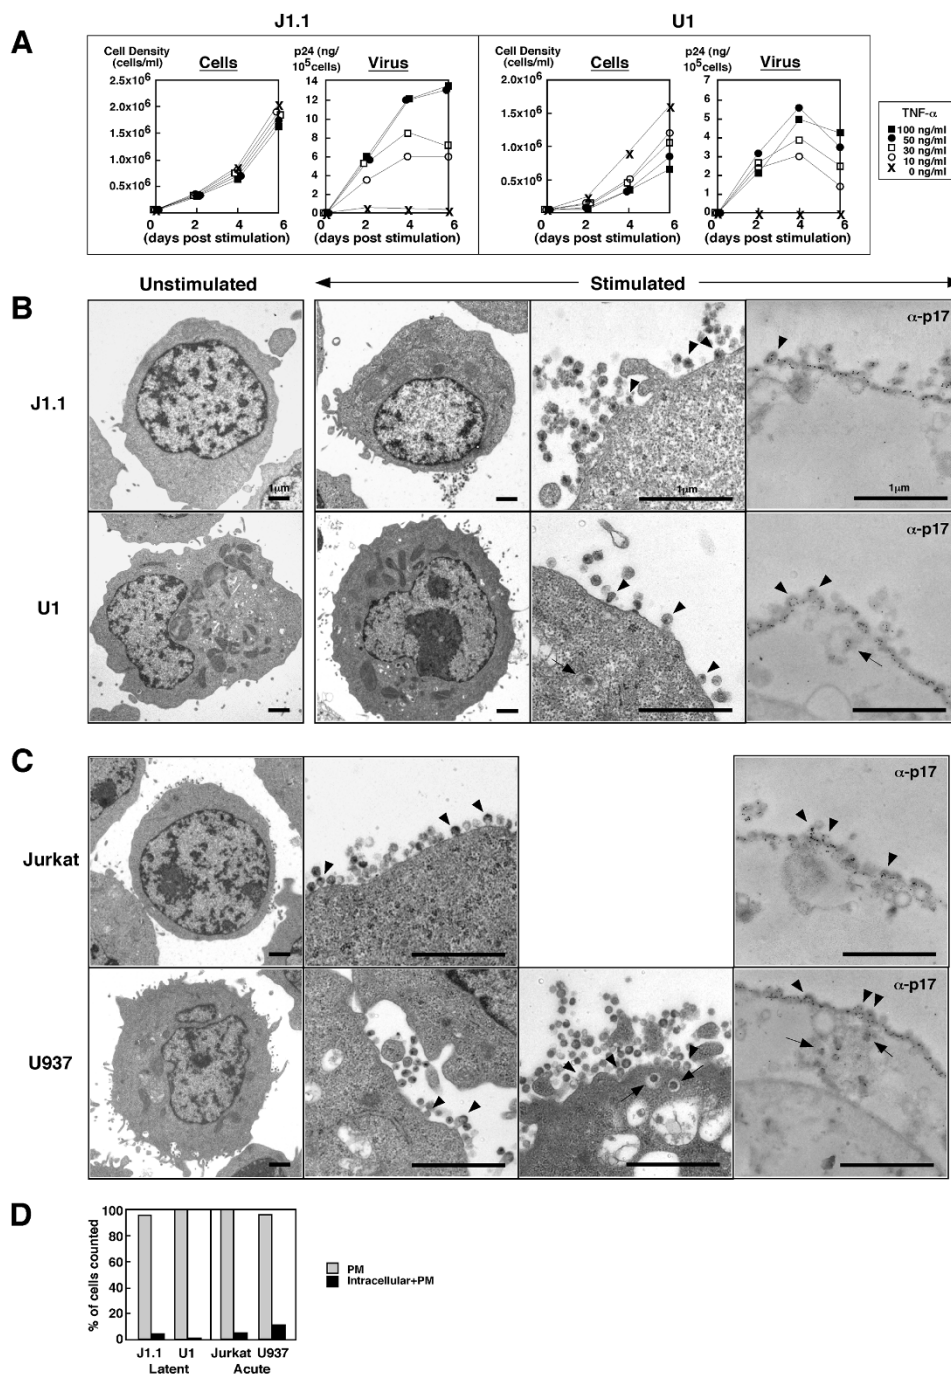 J1.1 U1
A
Cell Density (cells/ml) Cells
2.5x10⁶
2.0x10⁶
1.5x10⁶
1.0x10⁶
0.5x10⁶
0 2 4 6
(days post stimulation)
p24 (ng/10⁵cells) Virus
14
12
10
8
6
4
2
0
0 2 4 6
(days post stimulation)
Cell Density (cells/ml) Cells
2.0x10⁶
1.5x10⁶
1.0x10⁶
0.5x10⁶
0 2 4 6
(days post stimulation)
p24 (ng/10⁵cells) Virus
7
6
5
4
3
2
1
0
0 2 4 6
(days post stimulation)
TNF-α
100 ng/ml
50 ng/ml
30 ng/ml
10 ng/ml
0 ng/ml
Unstimulated Stimulated
B
J1.1
α-p17
1μm 1μm 1μm
U1
α-p17
C
Jurkat
α-p17
U937
α-p17
D
% of cells counted
100
80
60
40
20
0
J1.1 U1 Jurkat U937
Latent Acute
PM
Intracellular+PM